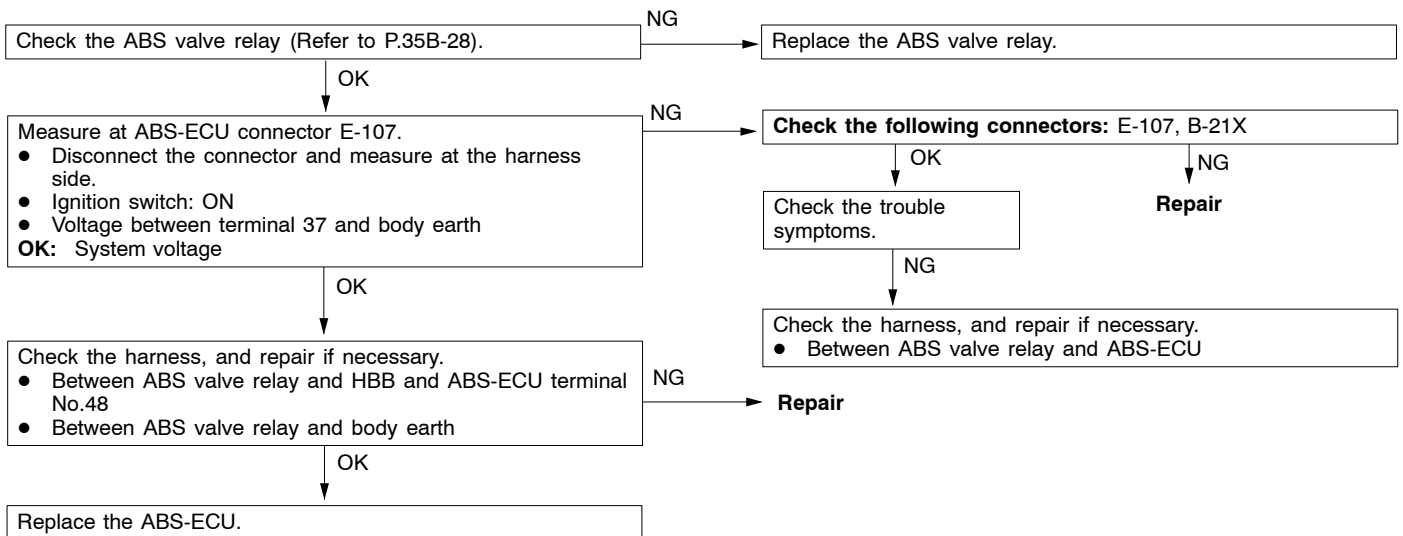 Check the ABS valve relay (Refer to P.35B-28).
NG
Replace the ABS valve relay.
OK
Measure at ABS-ECU connector E-107.
● Disconnect the connector and measure at the harness
side.
● Ignition switch: ON
● Voltage between terminal 37 and body earth
OK: System voltage
NG
Check the following connectors: E-107, B-21X
OK
NG
Check the trouble
symptoms.
Repair
NG
Check the harness, and repair if necessary.
● Between ABS valve relay and ABS-ECU
OK
Check the harness, and repair if necessary.
● Between ABS valve relay and HBB and ABS-ECU terminal
No.48
● Between ABS valve relay and body earth
NG
Repair
OK
Replace the ABS-ECU.